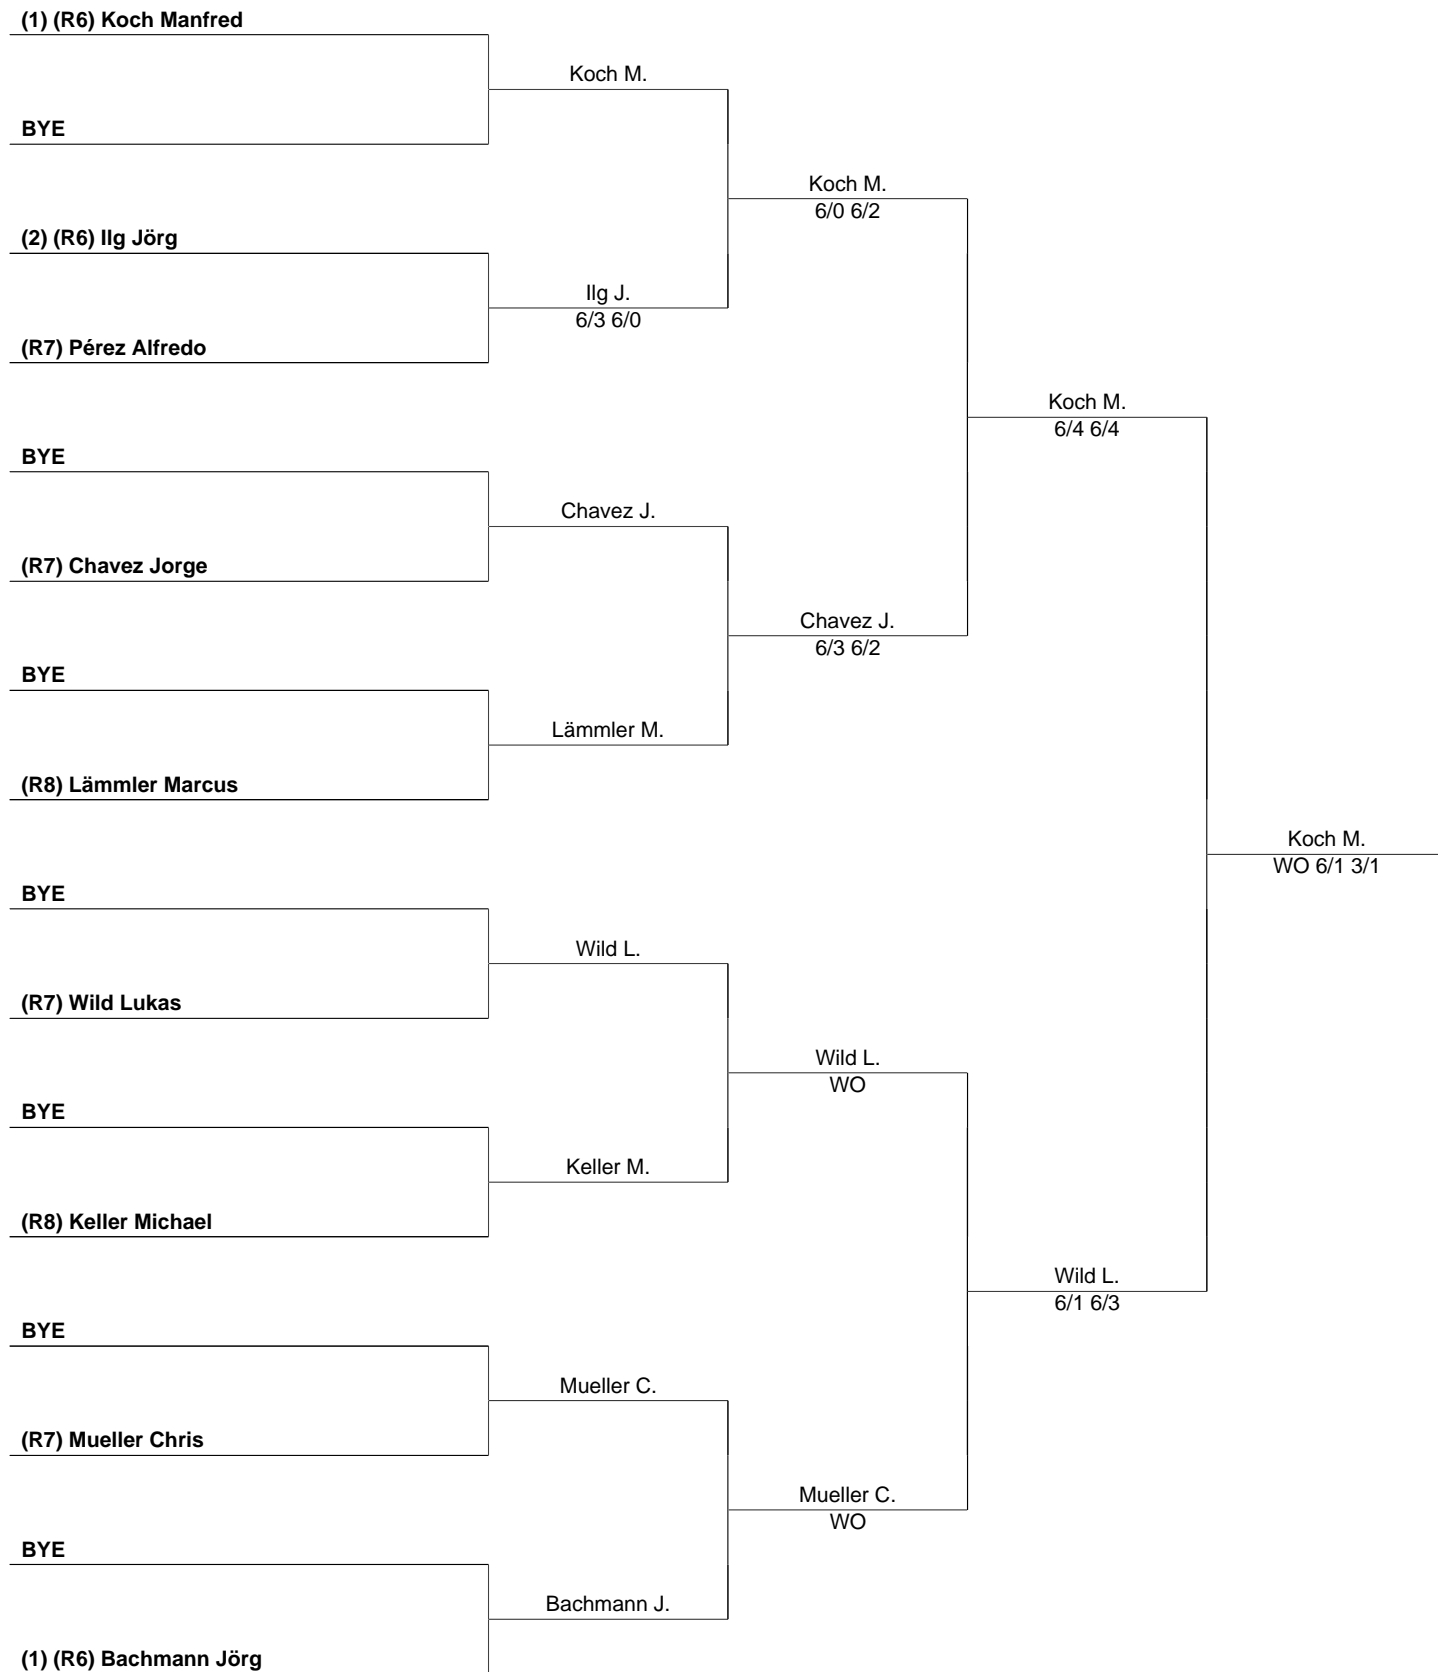 (1) (R6) Koch Manfred
Koch M.
BYE
Koch M.
6/0 6/2
(2) (R6) Ilg Jörg
Ilg J.
6/3 6/0
(R7) Pérez Alfredo
Koch M.
6/4 6/4
BYE
Chavez J.
(R7) Chavez Jorge
Chavez J.
6/3 6/2
BYE
Lämmler M.
(R8) Lämmler Marcus
Koch M.
WO 6/1 3/1
BYE
Wild L.
(R7) Wild Lukas
Wild L.
WO
BYE
Keller M.
(R8) Keller Michael
Wild L.
6/1 6/3
BYE
Mueller C.
(R7) Mueller Chris
Mueller C.
WO
BYE
Bachmann J.
(1) (R6) Bachmann Jörg